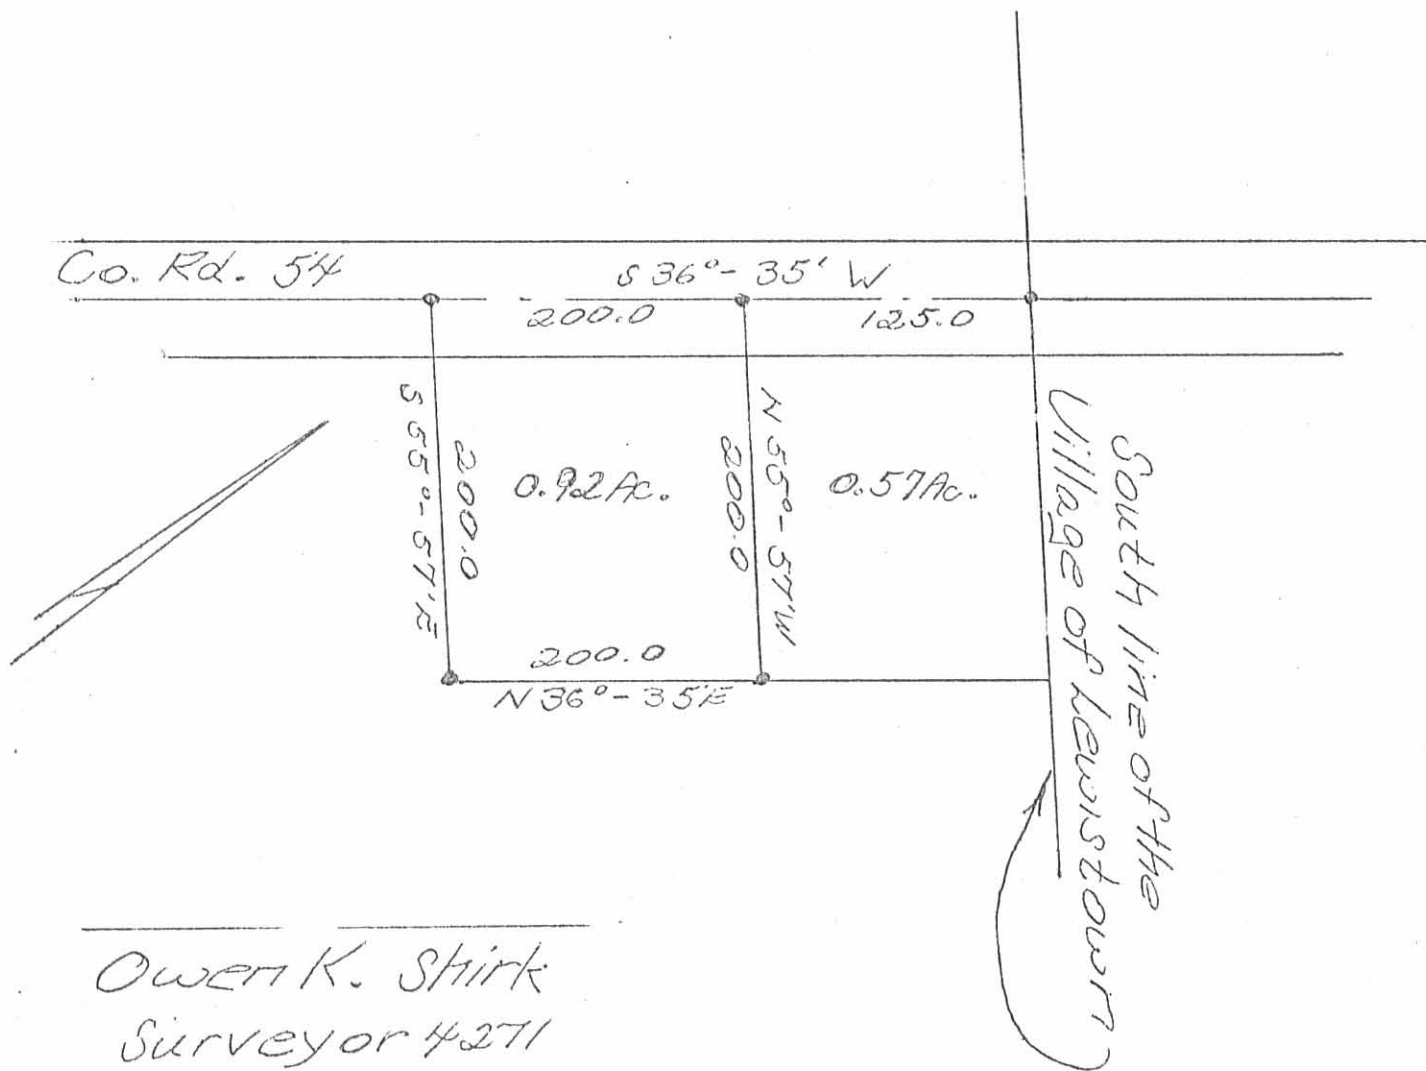 Co. Rd. 54
S 36°- 35' W
200.0
125.0
S 55°- 57' E
200.0
0.92 Ac.
200.0
N 55°- 57' W
0.57 Ac.
200.0
N 36°- 35' E
South line of the
Village of Lewistown
Owen K. Shirk
Surveyor 4271